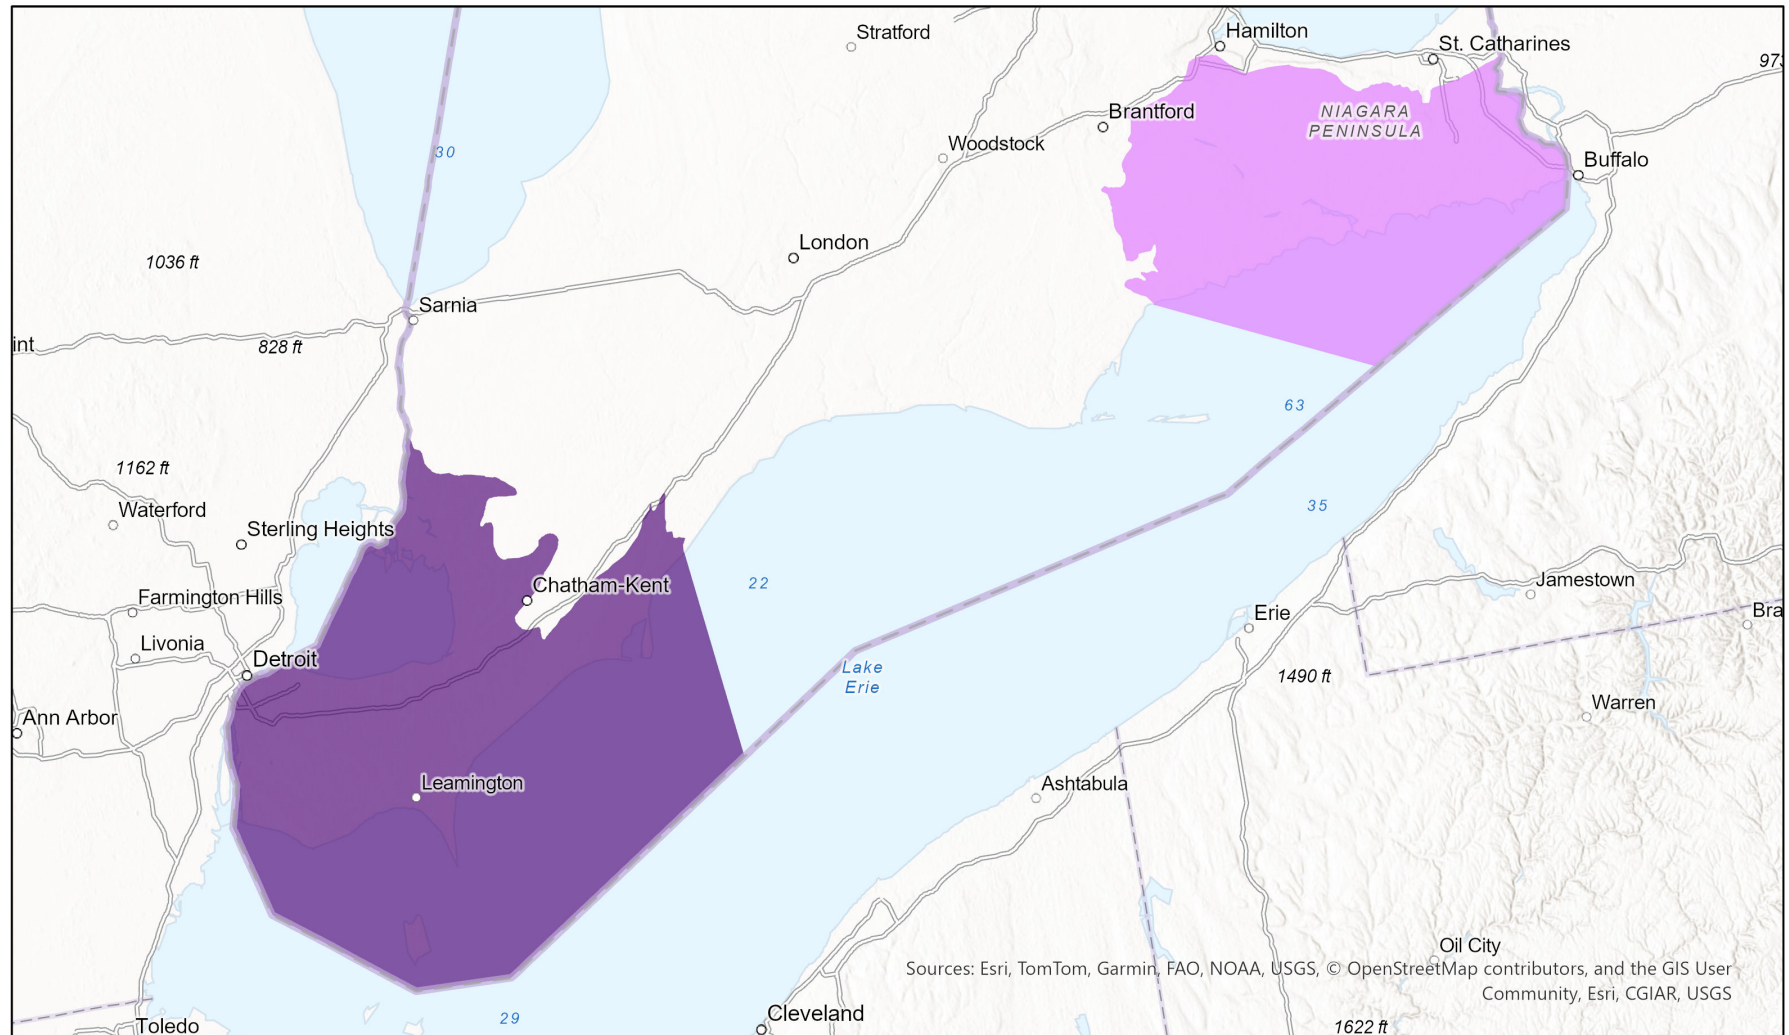 Stratford
Hamilton
St. Catharines
973
Brantford
NIAGARA
PENINSULA
30
Woodstock
Buffalo
London
1036 ft
Sarnia
int
828 ft
63
1162 ft
35
Waterford
Sterling Heights
22
Chatham-Kent
Jamestown
Farmington Hills
Erie
Bra
Livonia
Detroit
Lake
Erie
1490 ft
Warren
Ann Arbor
Leamington
Ashtabula
Oil City
Sources: Esri, TomTom, Garmin, FAO, NOAA, USGS, © OpenStreetMap contributors, and the GIS User
Community, Esri, CGIAR, USGS
29
Cleveland
Toledo
1622 ft